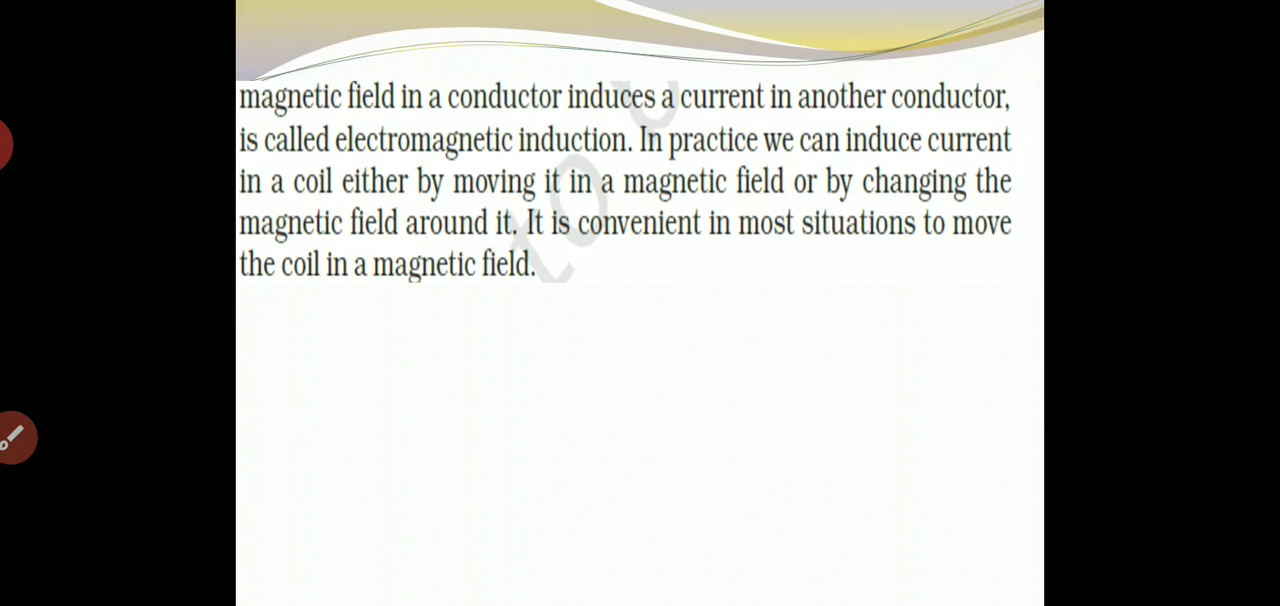 magnetic field in a conductor induces a current in another conductor,
is called electromagnetic induction. In practice we can induce current
in a coil either by moving it in a magnetic field or by changing the
magnetic field around it. It is convenient in most situations to move
the coil in a magnetic field.
to